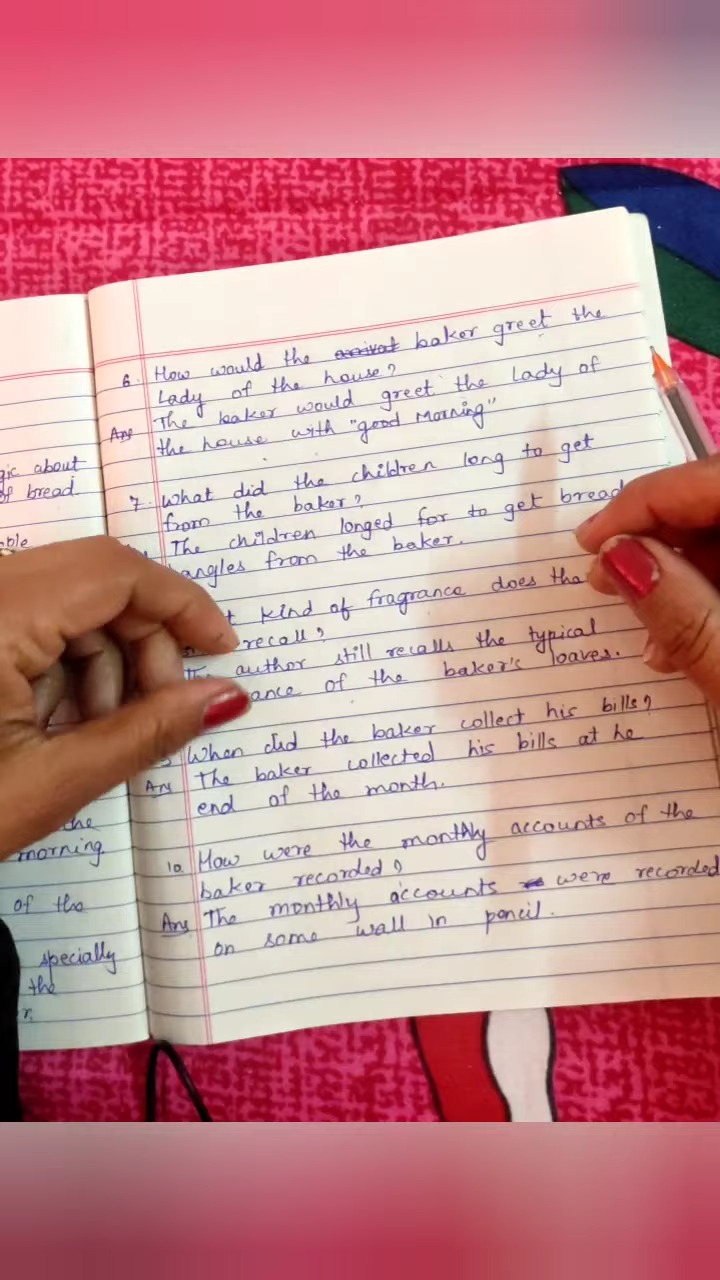 gic about
of bread
the
morning
of the
specially
the
6. How would the arrival baker greet the
Lady of the house?
Ans The baker would greet the Lady of
the house with "good Morning"
7. What did the children long to get
from the baker?
The children longed for to get bread
angles from the baker.
kind of fragrance does the
recall?
author still recalls the typical
ance of the baker's loaves.
When did the baker collect his bills?
Ans The baker collected his bills at he
end of the month.
10 How were the monthly accounts of the
baker recorded?
Ans The monthly accounts were recorded
on some wall in pencil.